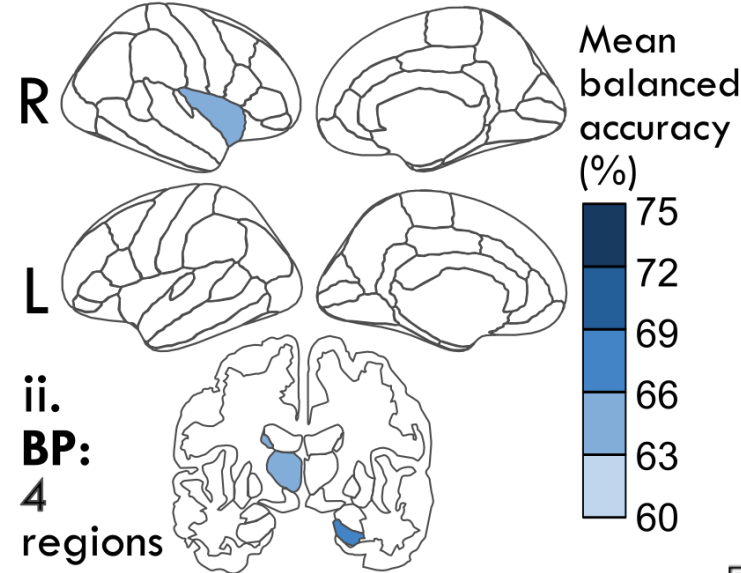 R
L
ii.
BP:
4
regions
Mean
balanced
accuracy
(%)
75
72
69
66
63
60